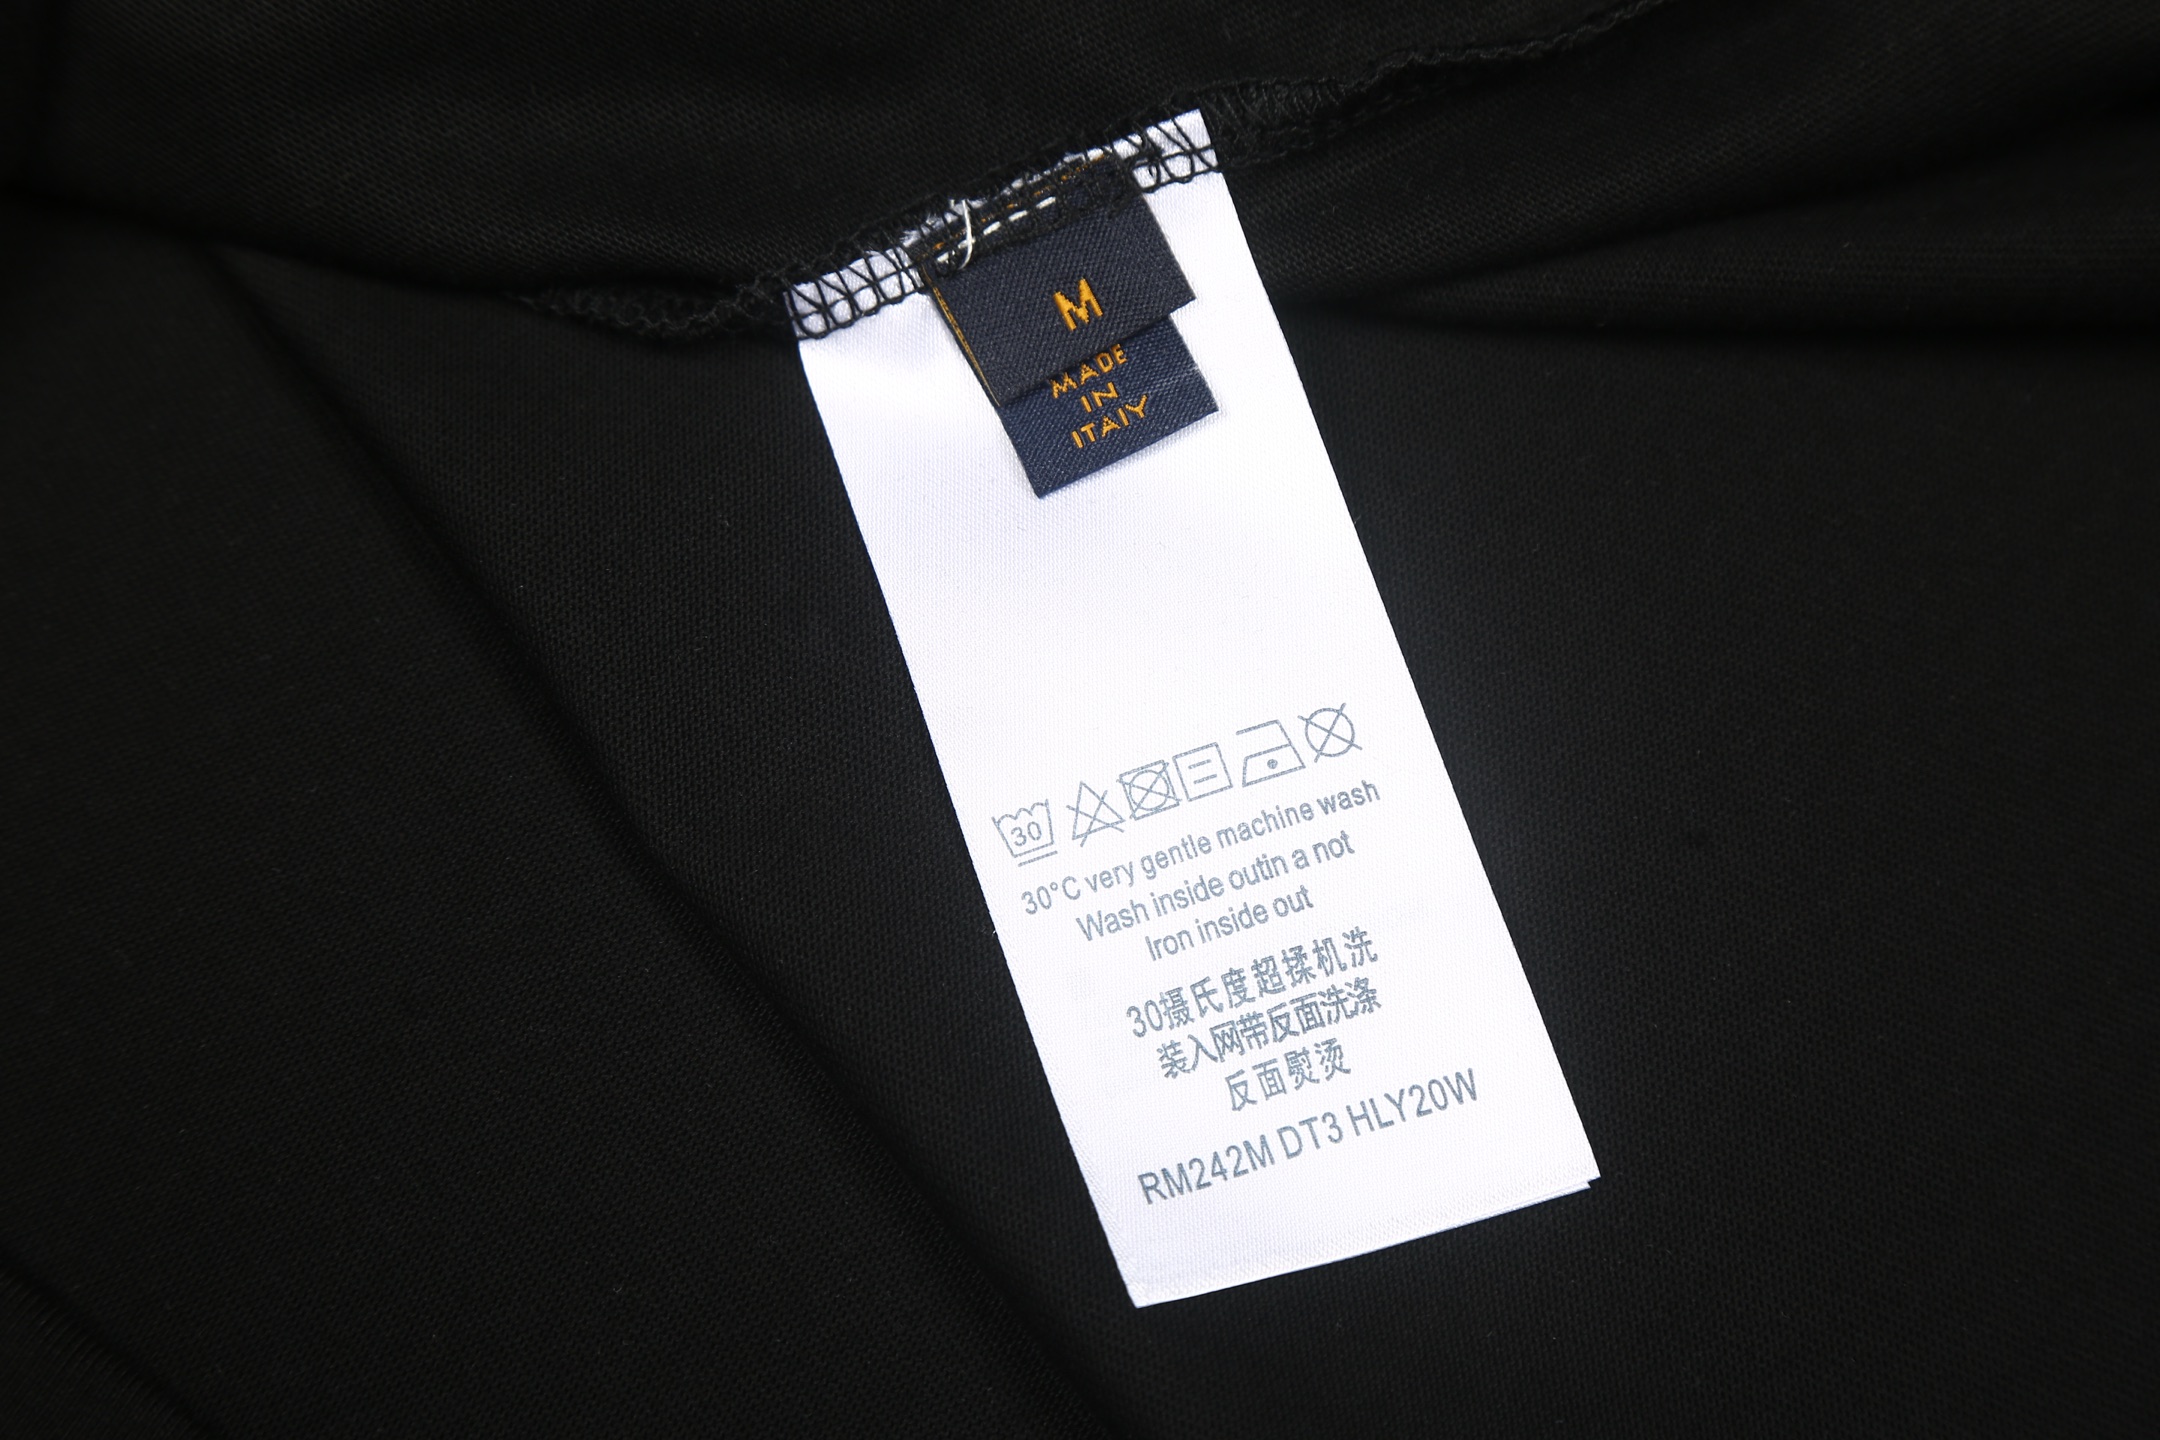 M
MADE
IN
ITALY
30
30°C very gentle machine wash
Wash inside outin a not
Iron inside out
30摄氏度超揉机洗
装入网带反面洗涤
反面熨烫
RM242M DT3 HLY20W